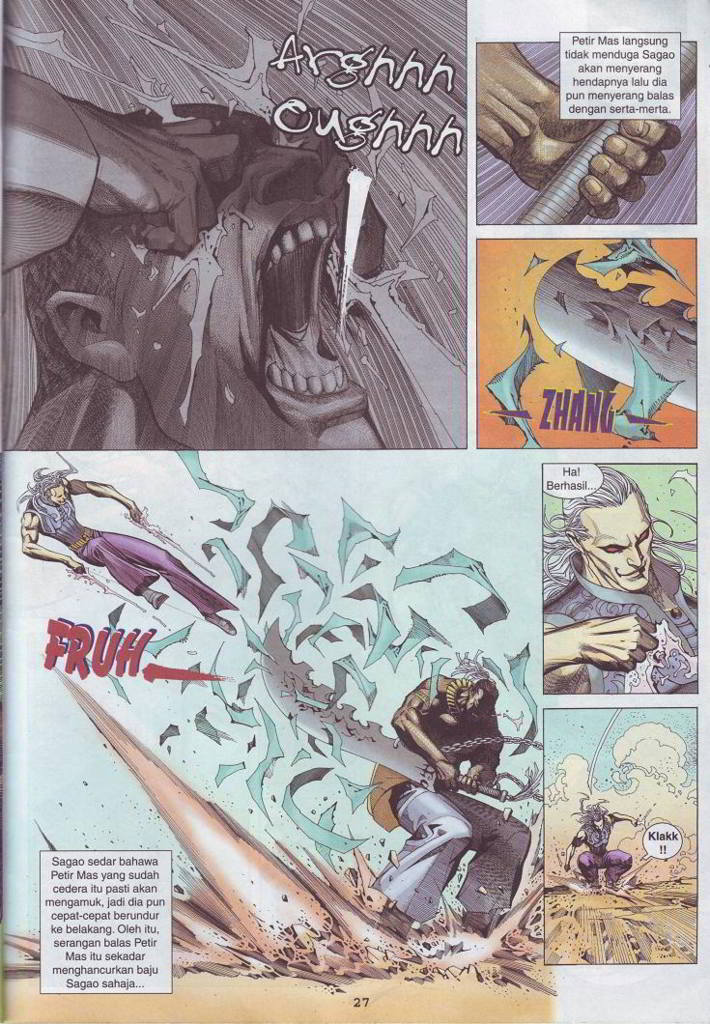 Arghhh
Oughhhh
Petir Mas langsung
tidak menduga Sagao
akan menyerang
hendapnya lalu dia
pun menyerang balas
dengan serta-merta.
ZHANG
Ha!
Berhasil...
FRUH
Klakk
!!
Sagao sedar bahawa
Petir Mas yang sudah
cedera itu pasti akan
mengamuk, jadi dia pun
cepat-cepat berundur
ke belakang. Oleh itu,
serangan balas Petir
Mas itu sekadar
menghancurkan baju
Sagao sahaja...
27